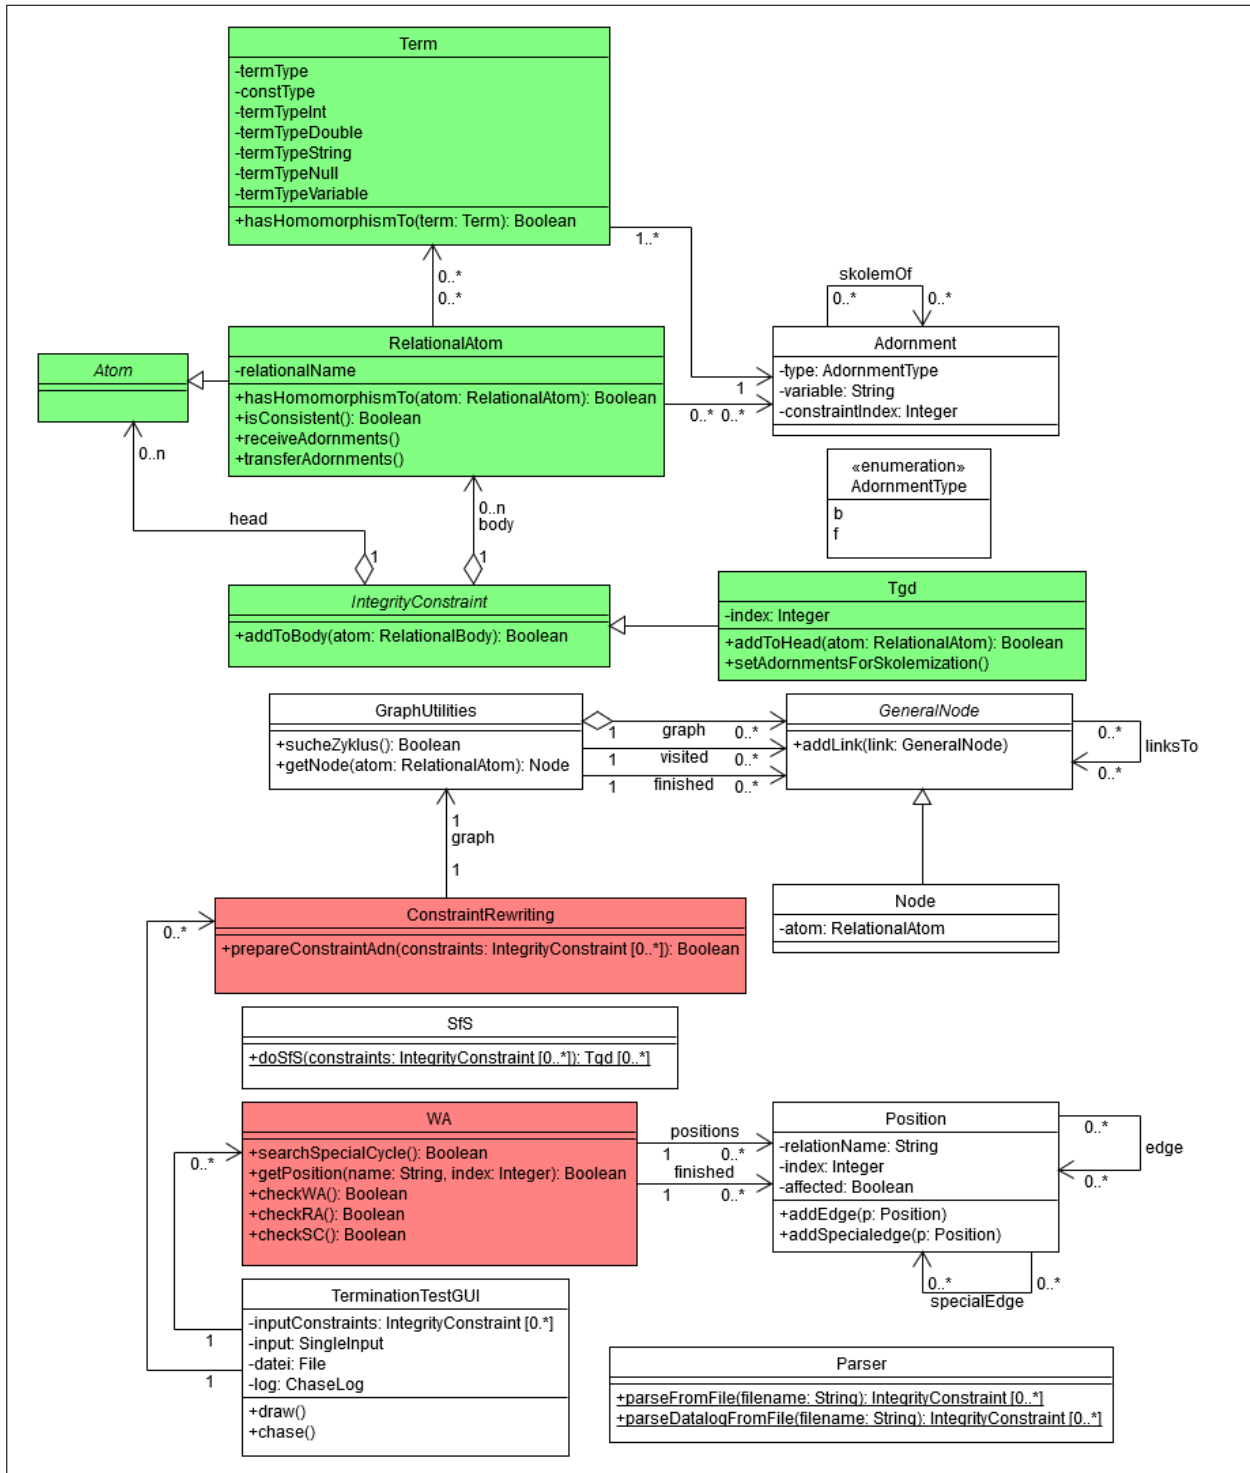 Term
-termType
-constType
-termTypeInt
-termTypeDouble
-termTypeString
-termTypeNull
-termTypeVariable
+hasHomomorphismTo(term: Term): Boolean
1..*
0..*
0..*
skolemOf
0..*
0..*
Atom
RelationalAtom
-relationalName
+hasHomomorphismTo(atom: RelationalAtom): Boolean
+isConsistent(): Boolean
+receiveAdornments()
+transferAdornments()
1
0..*
0..*
Adornment
-type: AdornmentType
-variable: String
-constraintIndex: Integer
«enumeration»
AdornmentType
b
f
0..n
head
1
0..n
body
1
IntegrityConstraint
+addToBody(atom: RelationalBody): Boolean
Tgd
-index: Integer
+addToHead(atom: RelationalAtom): Boolean
+setAdornmentsForSkolemization()
GraphUtilities
+sucheZyklus(): Boolean
+getNode(atom: RelationalAtom): Node
1
graph
0..*
1
visited
0..*
1
finished
0..*
GeneralNode
+addLink(link: GeneralNode)
0..*
linksTo
0..*
1
graph
1
Node
-atom: RelationalAtom
0..*
ConstraintRewriting
+prepareConstraintAdn(constraints: IntegrityConstraint [0..*]): Boolean
SfS
+doSfS(constraints: IntegrityConstraint [0..*]): Tgd [0..*]
0..*
WA
+searchSpecialCycle(): Boolean
+getPosition(name: String, index: Integer): Boolean
+checkWA(): Boolean
+checkRA(): Boolean
+checkSC(): Boolean
positions
1
0..*
finished
1
0..*
Position
-relationName: String
-index: Integer
-affected: Boolean
+addEdge(p: Position)
+addSpecialedge(p: Position)
0..*
edge
0..*
0..*
0..*
specialEdge
TerminationTestGUI
-inputConstraints: IntegrityConstraint [0.*]
-input: SingleInput
-datei: File
-log: ChaseLog
+draw()
+chase()
1
1
Parser
+parseFromFile(filename: String): IntegrityConstraint [0..*]
+parseDatalogFromFile(filename: String): IntegrityConstraint [0..*]